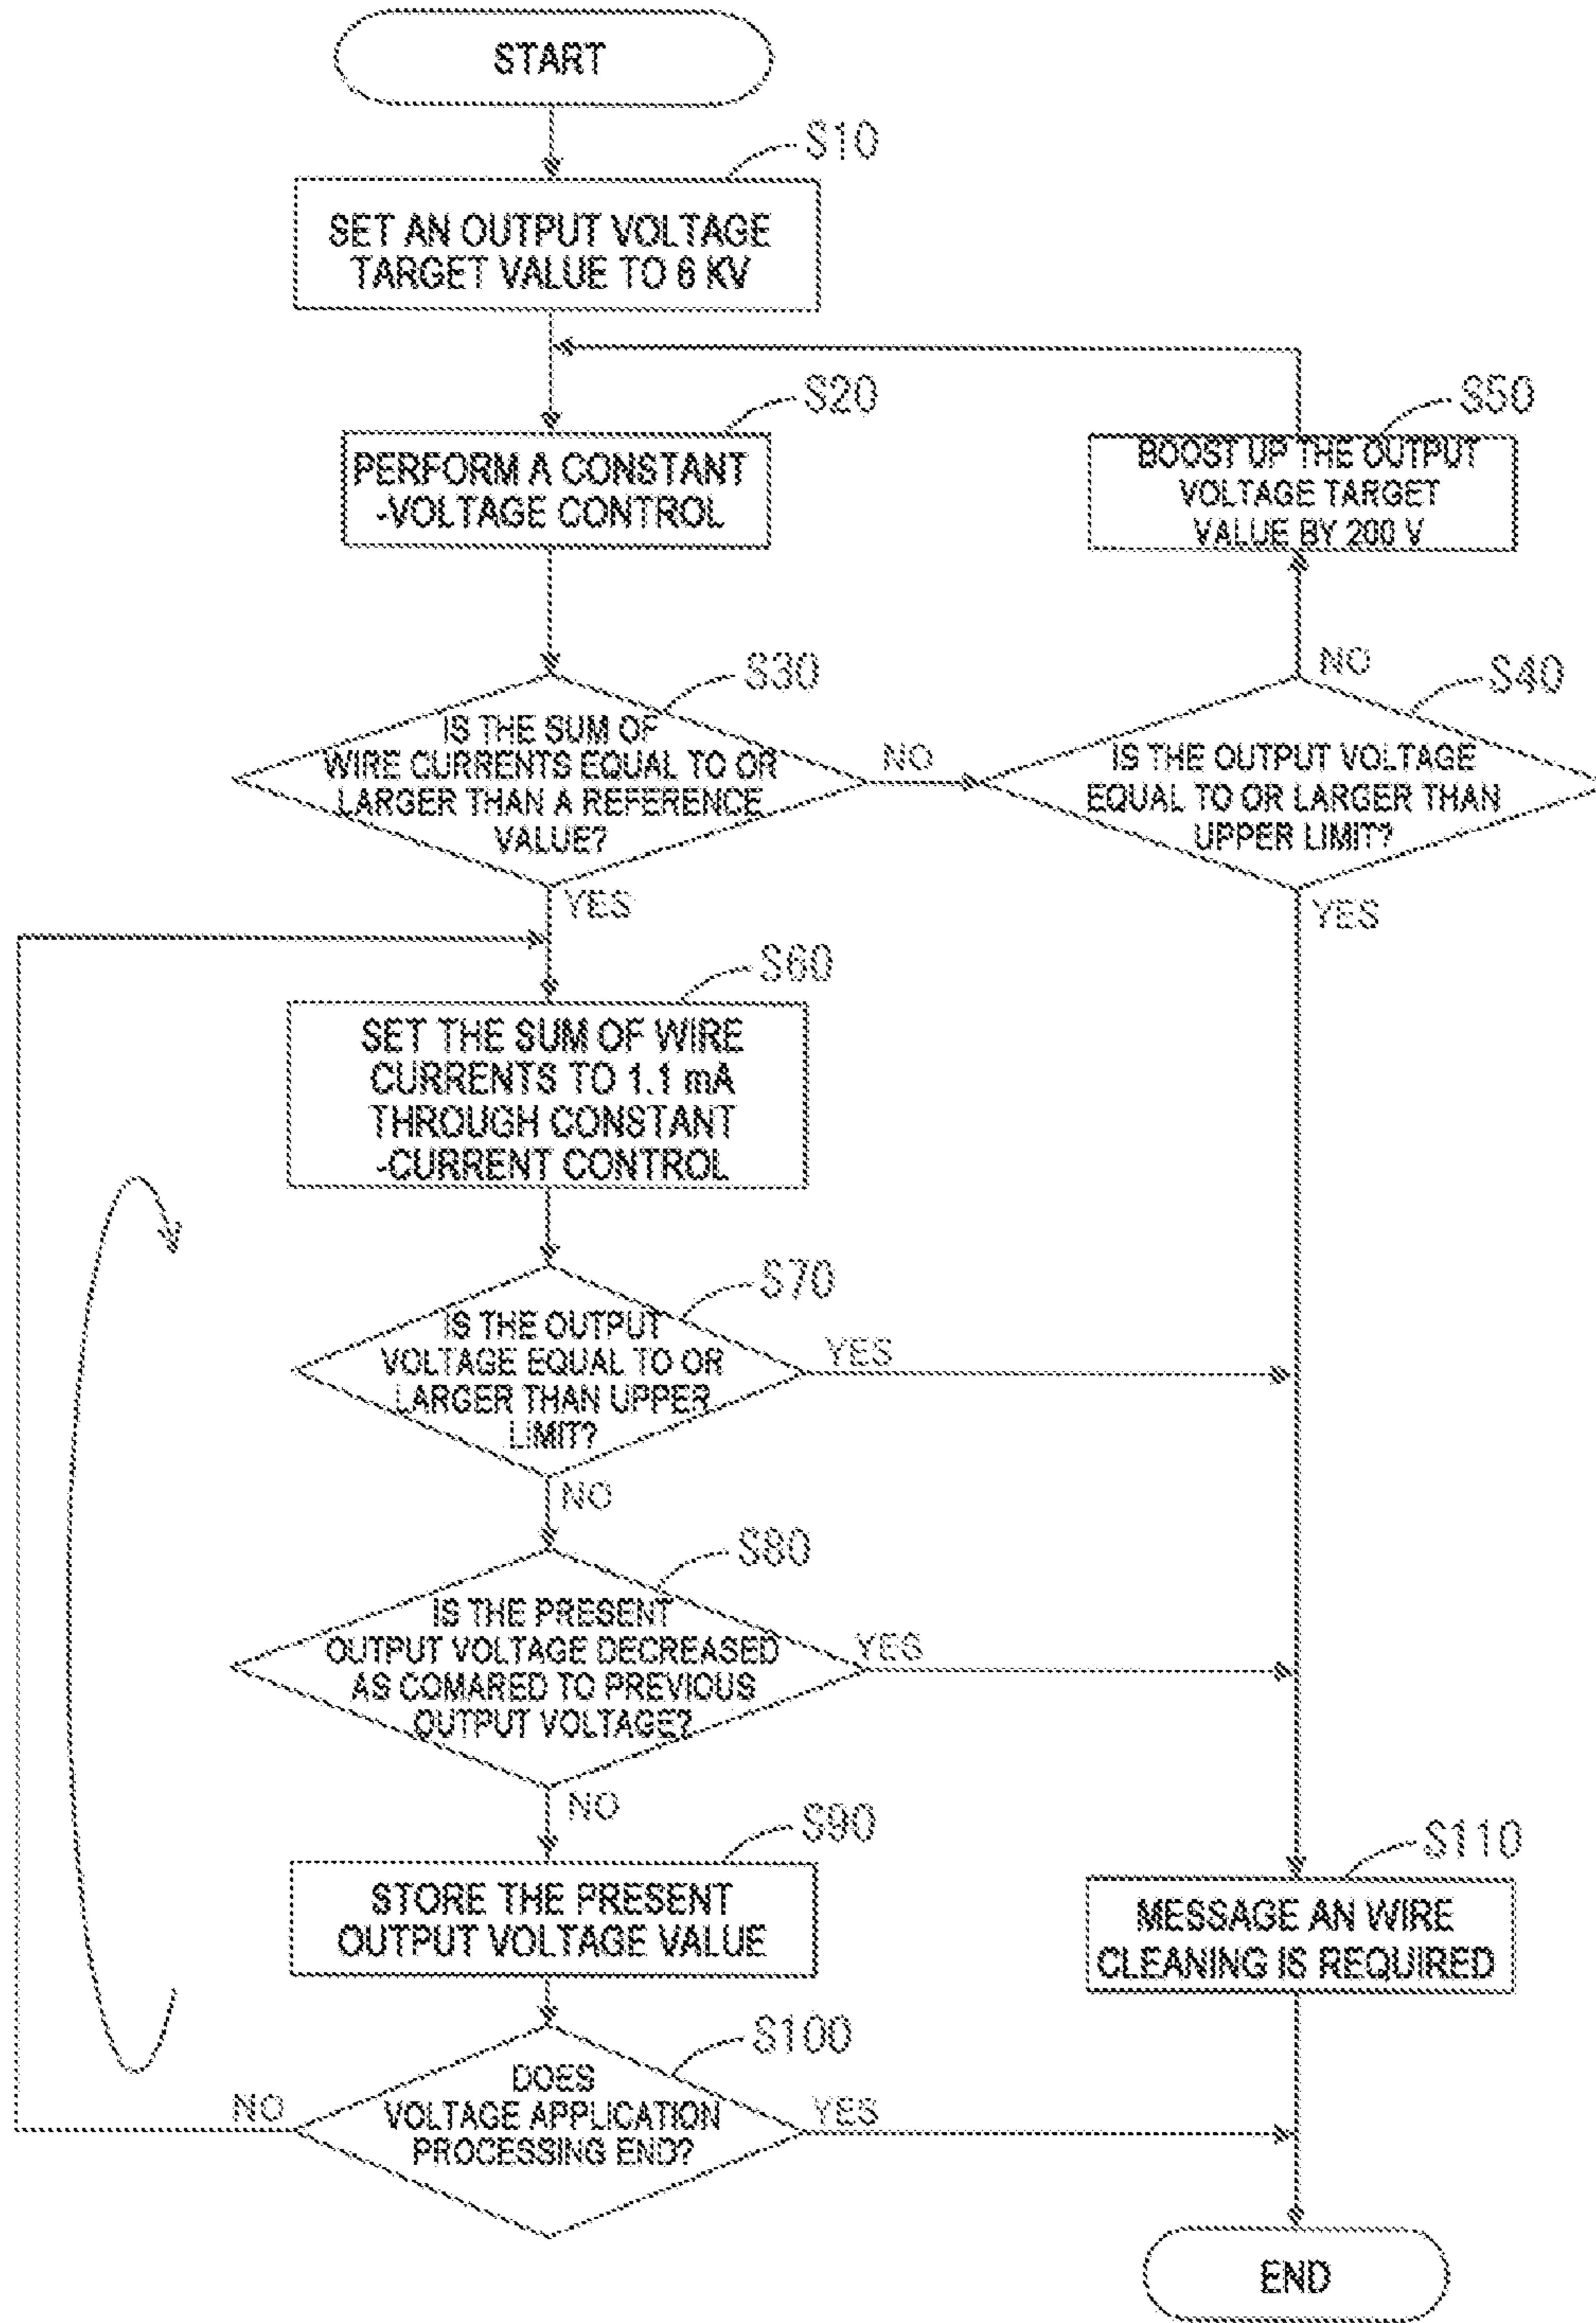 START
S10
SET AN OUTPUT VOLTAGE
TARGET VALUE TO 6 KV
S20
PERFORM A CONSTANT
-VOLTAGE CONTROL
S50
BOOST UP THE OUTPUT
VOLTAGE TARGET
VALUE BY 200 V
S30
IS THE SUM OF
WIRE CURRENTS EQUAL TO OR
LARGER THAN A REFERENCE
VALUE?
NO
YES
NO
S40
IS THE OUTPUT VOLTAGE
EQUAL TO OR LARGER THAN
UPPER LIMIT?
YES
S60
SET THE SUM OF WIRE
CURRENTS TO 1.1 mA
THROUGH CONSTANT
-CURRENT CONTROL
S70
IS THE OUTPUT
VOLTAGE EQUAL TO OR
LARGER THAN UPPER
LIMIT?
YES
NO
S80
IS THE PRESENT
OUTPUT VOLTAGE DECREASED
AS COMARED TO PREVIOUS
OUTPUT VOLTAGE?
YES
NO
S90
STORE THE PRESENT
OUTPUT VOLTAGE VALUE
S110
MESSAGE AN WIRE
CLEANING IS REQUIRED
S100
DOES
VOLTAGE APPLICATION
PROCESSING END?
NO
YES
END